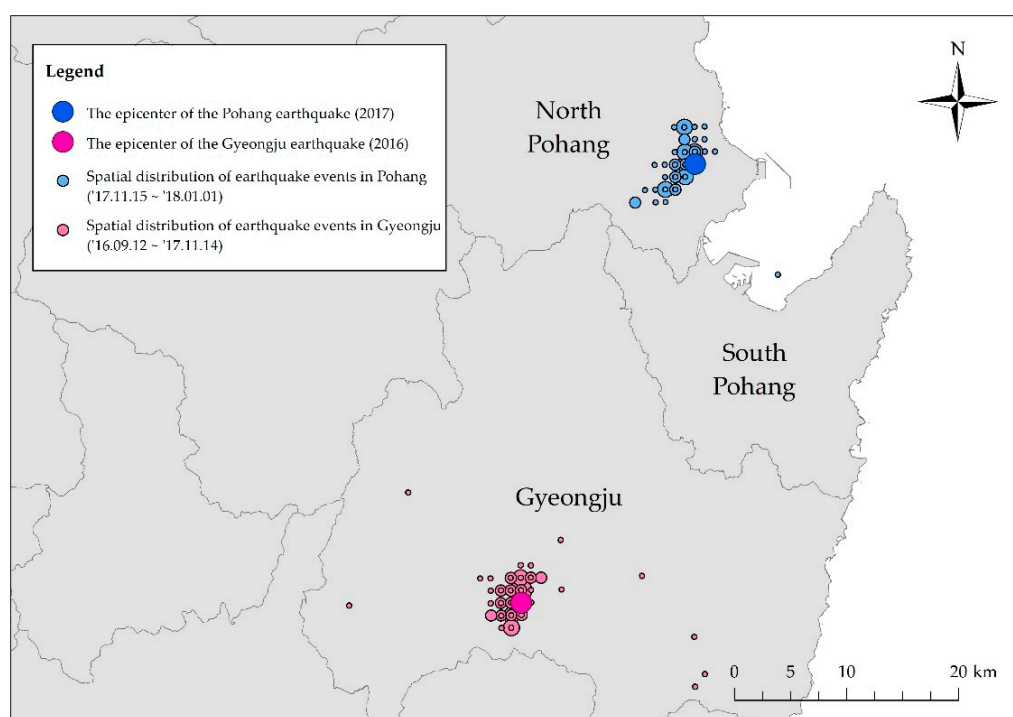 Legend
The epicenter of the Pohang earthquake (2017)
The epicenter of the Gyeongju earthquake (2016)
Spatial distribution of earthquake events in Pohang
('17.11.15 ~ '18.01.01)
Spatial distribution of earthquake events in Gyeongju
('16.09.12 ~ '17.11.14)
N
North
Pohang
South
Pohang
Gyeongju
0 5 10 20 km